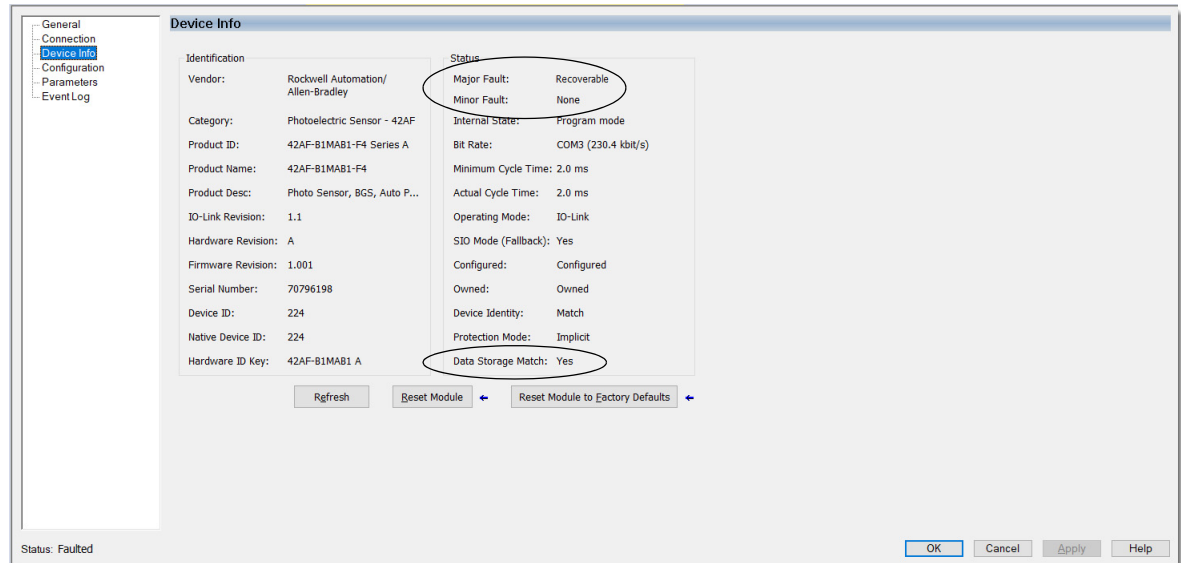 General
Connection
Device Info
Configuration
Parameters
Event Log
Device Info
Identification
Vendor: Rockwell Automation/
Allen-Bradley
Category: Photoelectric Sensor - 42AF
Product ID: 42AF-B1MAB1-F4 Series A
Product Name: 42AF-B1MAB1-F4
Product Desc: Photo Sensor, BGS, Auto P...
IO-Link Revision: 1.1
Hardware Revision: A
Firmware Revision: 1.001
Serial Number: 70796198
Device ID: 224
Native Device ID: 224
Hardware ID Key: 42AF-B1MAB1 A
Status
Major Fault: Recoverable
Minor Fault: None
Internal State: Program mode
Bit Rate: COM3 (230.4 kbit/s)
Minimum Cycle Time: 2.0 ms
Actual Cycle Time: 2.0 ms
Operating Mode: IO-Link
SIO Mode (Fallback): Yes
Configured: Configured
Owned: Owned
Device Identity: Match
Protection Mode: Implicit
Data Storage Match: Yes
Refresh
Reset Module
Reset Module to Factory Defaults
Status: Faulted
OK
Cancel
Apply
Help